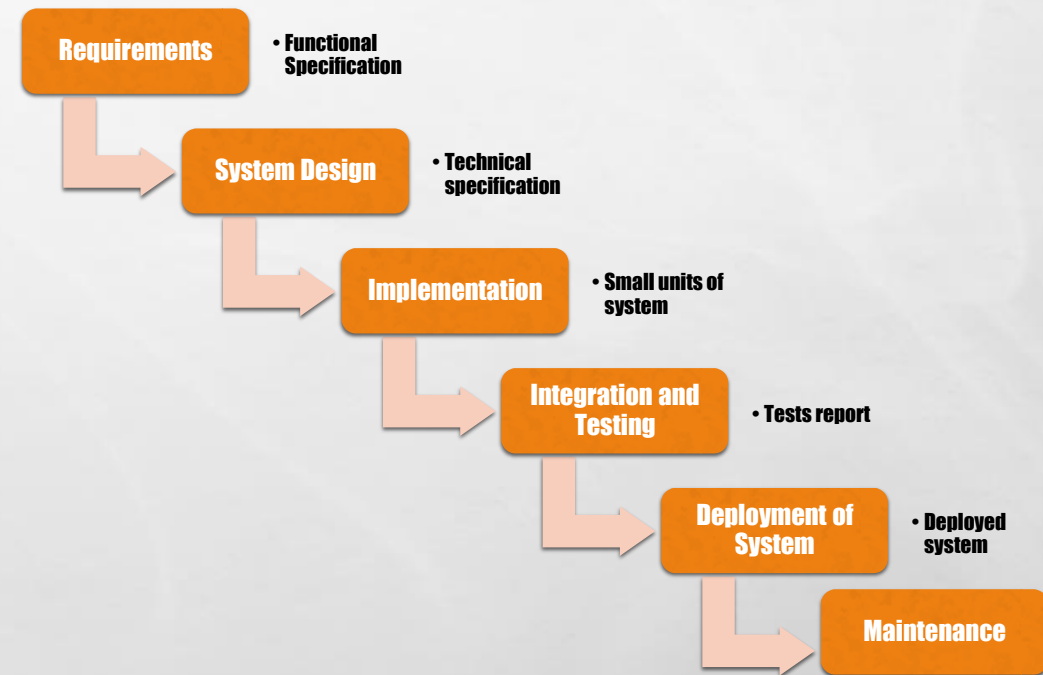 Requirements
• Functional
Specification
System Design
• Technical
specification
Implementation
• Small units of
system
Integration and
Testing
• Tests report
Deployment of
System
• Deployed
system
Maintenance